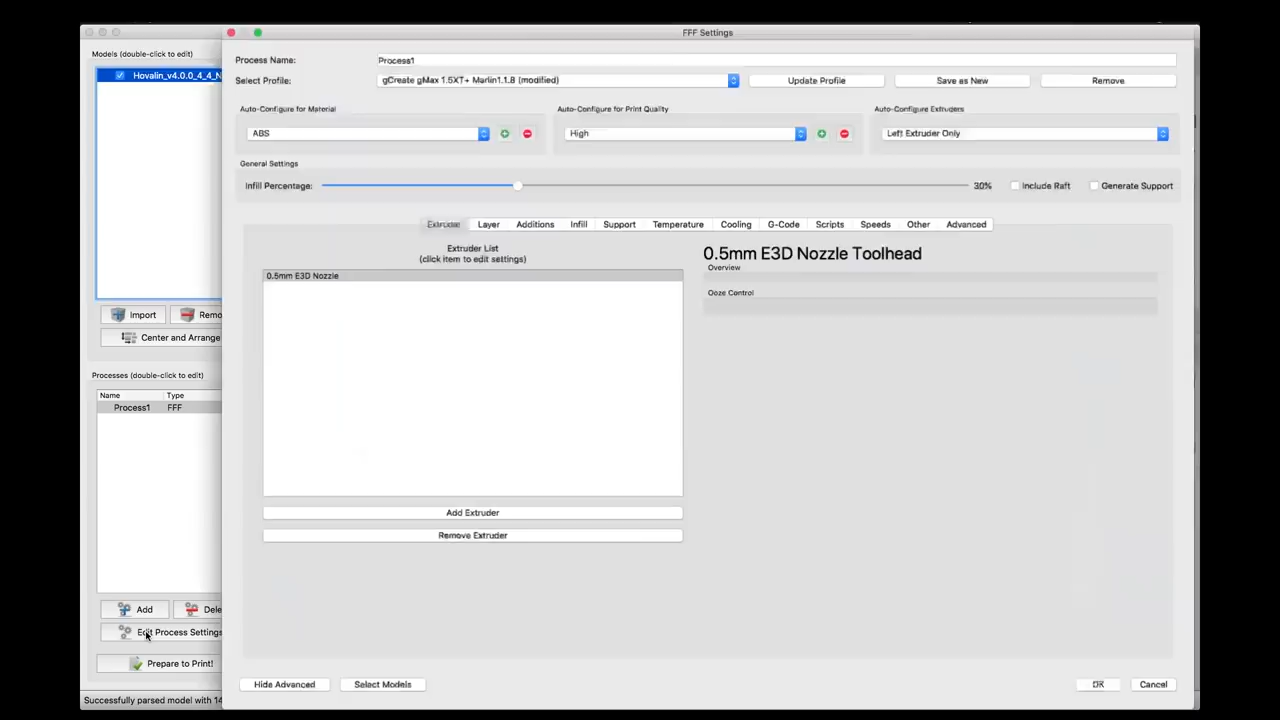 FFF Settings
Models (double-click to edit)
Hovalin_v4.0.0_4_4_N
Import
Remo
Center and Arrange
Processes (double-click to edit)
Name Type
Process1 FFF
Add
Dele
Edit Process Settings
Prepare to Print!
Successfully parsed model with 14
Process Name: Process1
Select Profile: gCreate gMax 1.5XT+ Marlin1.1.8 (modified) Update Profile Save as New Remove
Auto-Configure for Material Auto-Configure for Print Quality Auto-Configure Extruders
ABS High Left Extruder Only
General Settings
Infill Percentage: 30% Include Raft Generate Support
Extruder Layer Additions Infill Support Temperature Cooling G-Code Scripts Speeds Other Advanced
Extruder List
(click item to edit settings)
0.5mm E3D Nozzle
Add Extruder
Remove Extruder
0.5mm E3D Nozzle Toolhead
Overview
Ooze Control
Hide Advanced Select Models OK Cancel